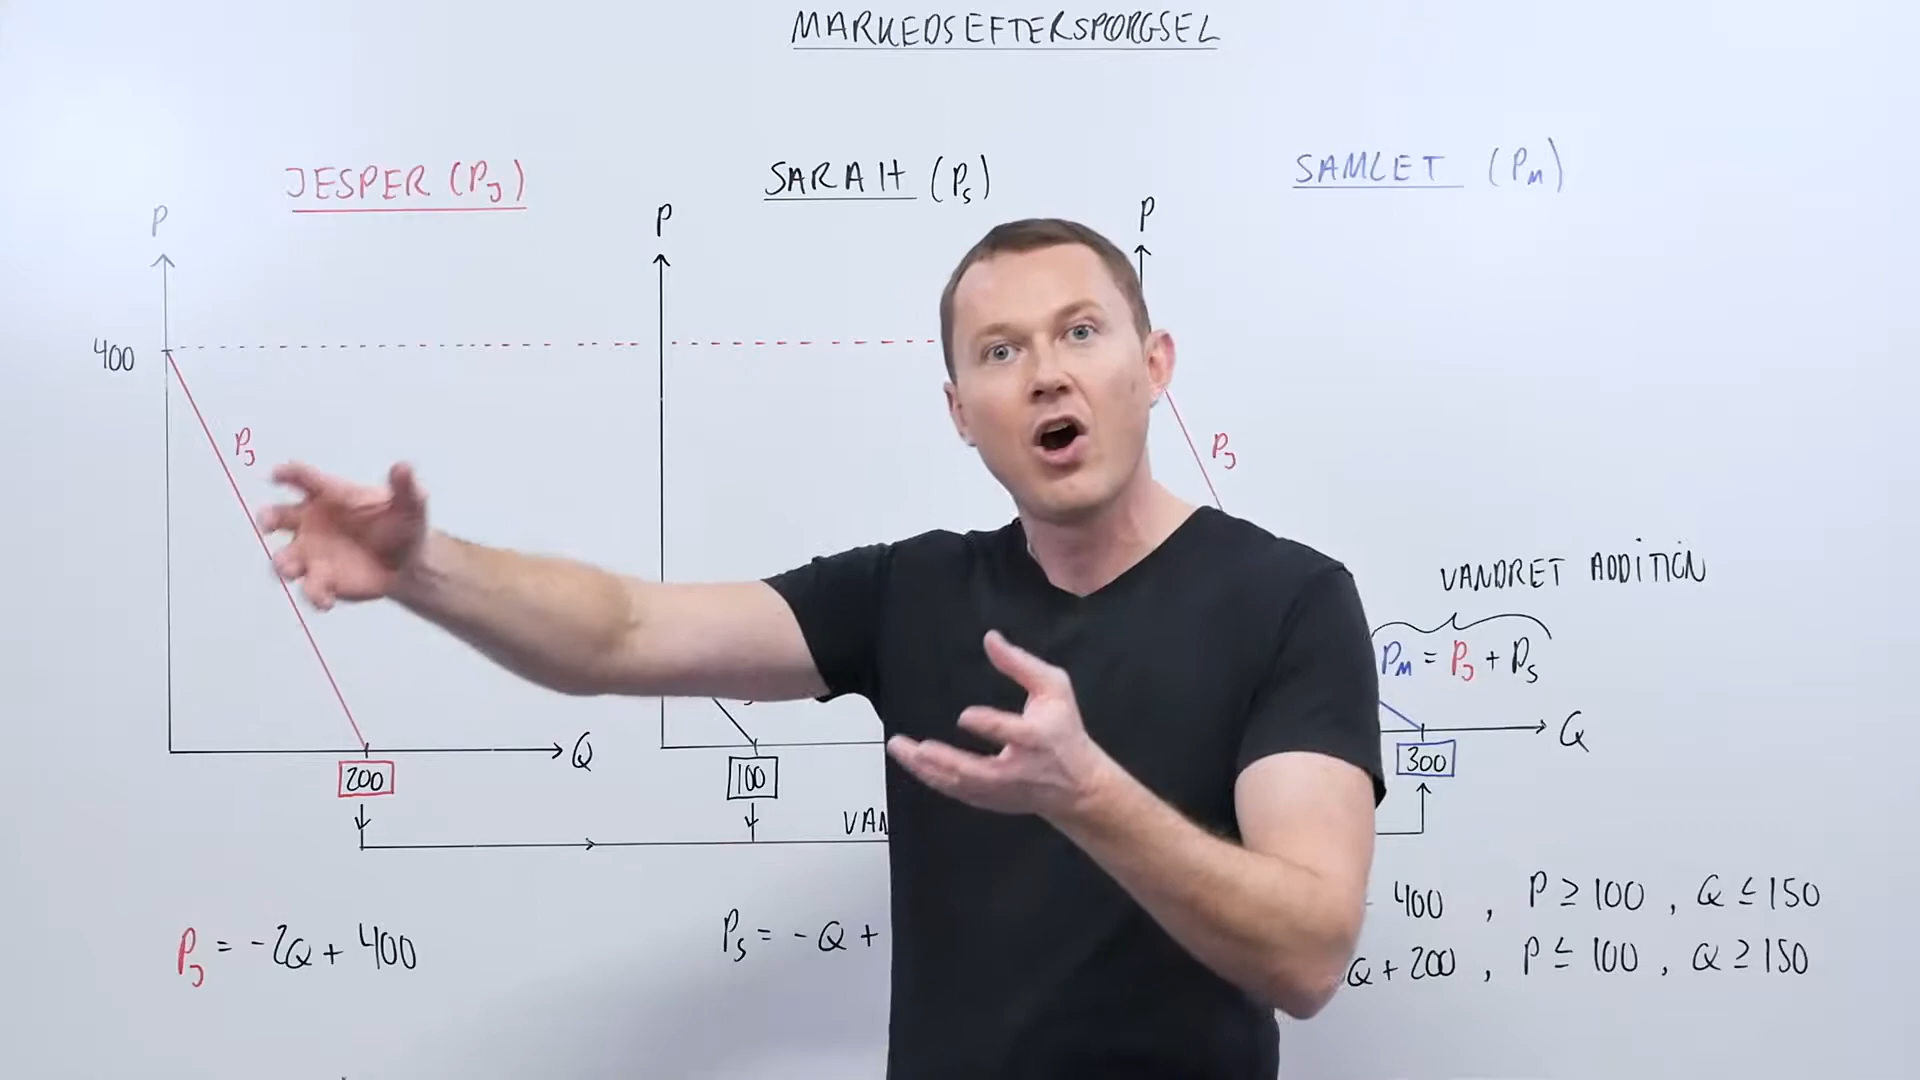 MARKEDSEFTERSPØRGSEL
JESPER (PJ)
SARAH (PS)
SAMLET (PM)
P
P
P
400
PJ
PJ
VANDRET ADDITION
PM = PJ + PS
Q
Q
200
100
300
PJ = -2Q + 400
PS = -Q +
400 , P ≥ 100 , Q ≤ 150
Q + 200 , P ≤ 100 , Q ≥ 150